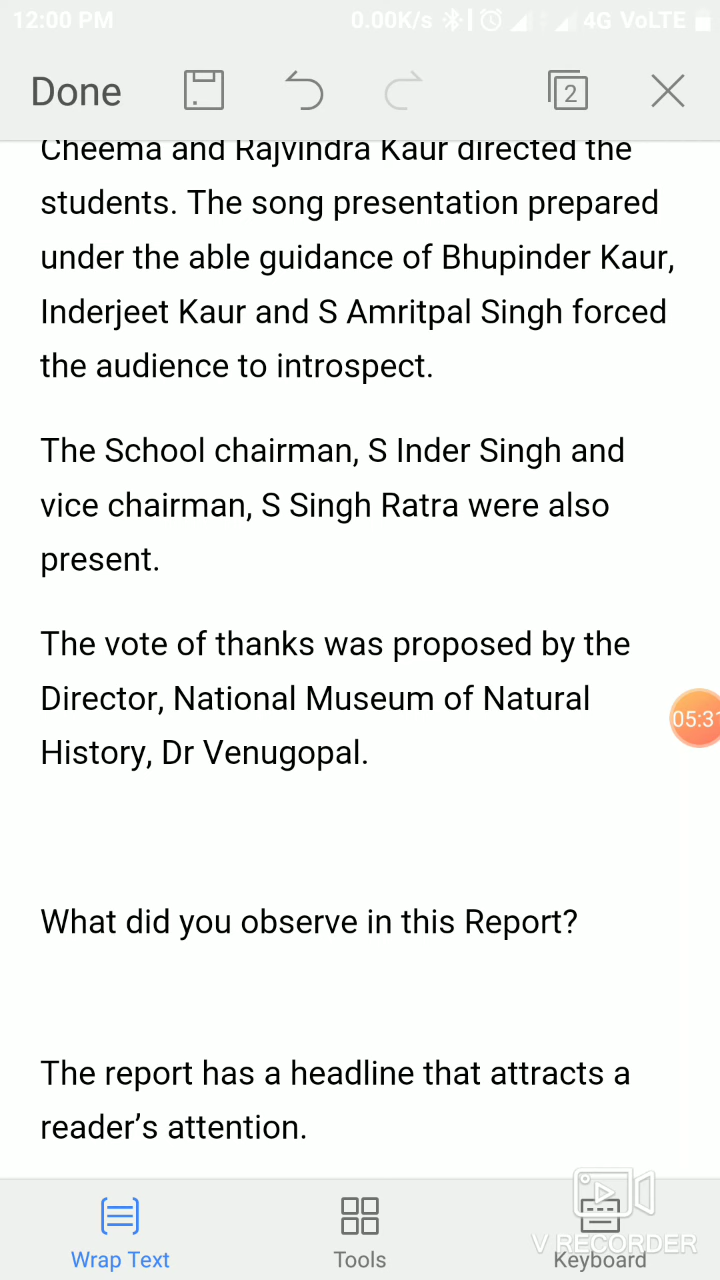 12:00 PM 0.00K/s 4G VoLTE
Done 2
Cheema and Rajvindra Kaur directed the
students. The song presentation prepared
under the able guidance of Bhupinder Kaur,
Inderjeet Kaur and S Amritpal Singh forced
the audience to introspect.
The School chairman, S Inder Singh and
vice chairman, S Singh Ratra were also
present.
The vote of thanks was proposed by the
Director, National Museum of Natural
05:31
History, Dr Venugopal.
What did you observe in this Report?
The report has a headline that attracts a
reader’s attention.
V RECORDER
Wrap Text Tools Keyboard